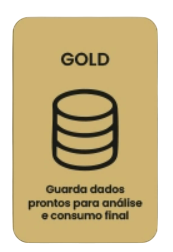 GOLD
Guarda dados
prontos para análise
e consumo final